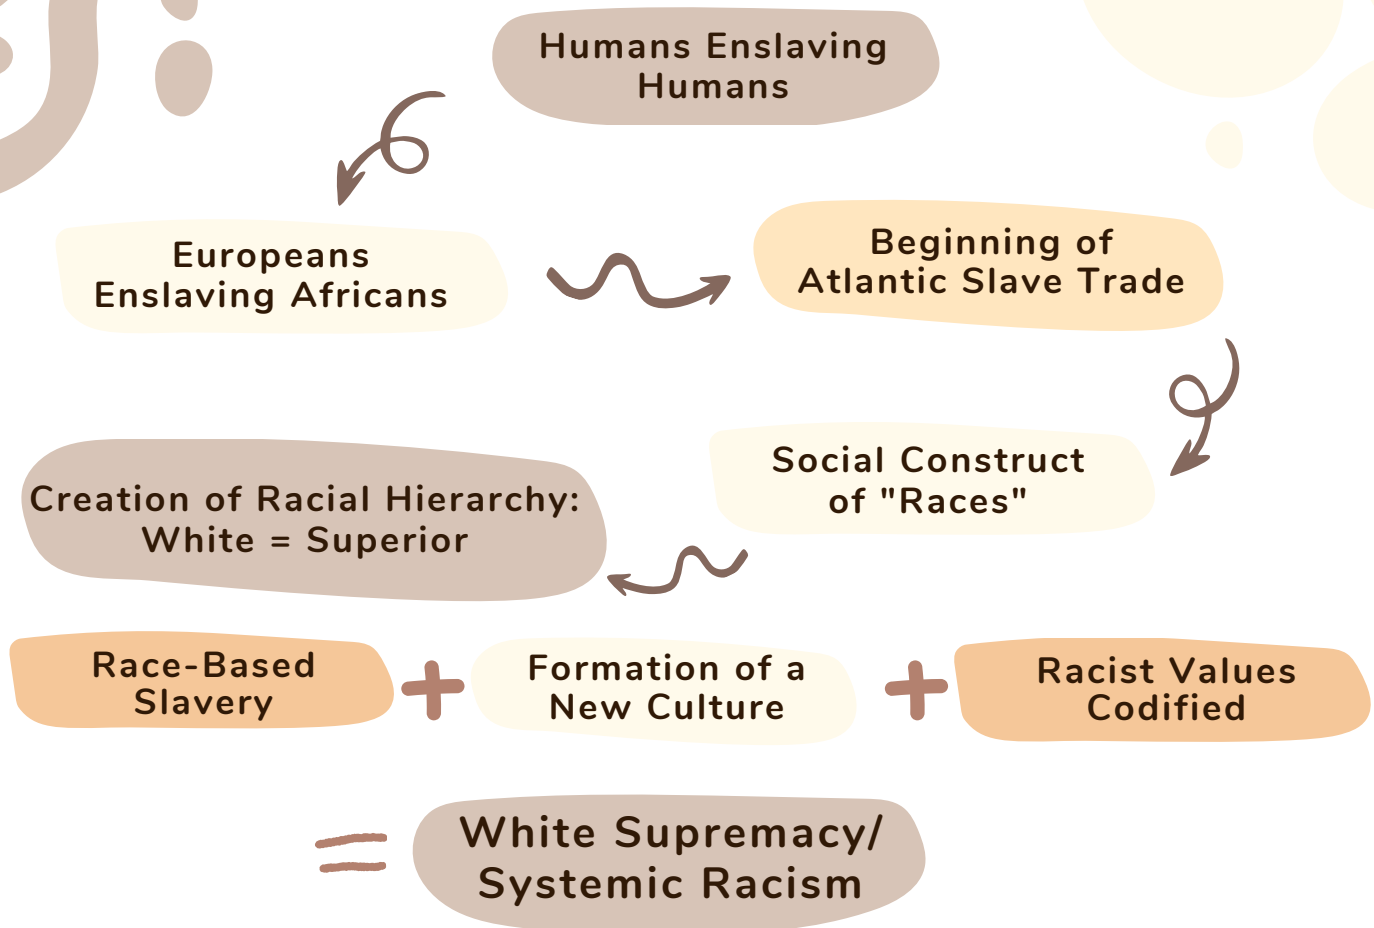 Humans Enslaving
Humans
Europeans
Enslaving Africans
Beginning of
Atlantic Slave Trade
Social Construct
of "Races"
Creation of Racial Hierarchy:
White = Superior
Race-Based
Slavery
+
Formation of a
New Culture
+
Racist Values
Codified
=
White Supremacy/
Systemic Racism